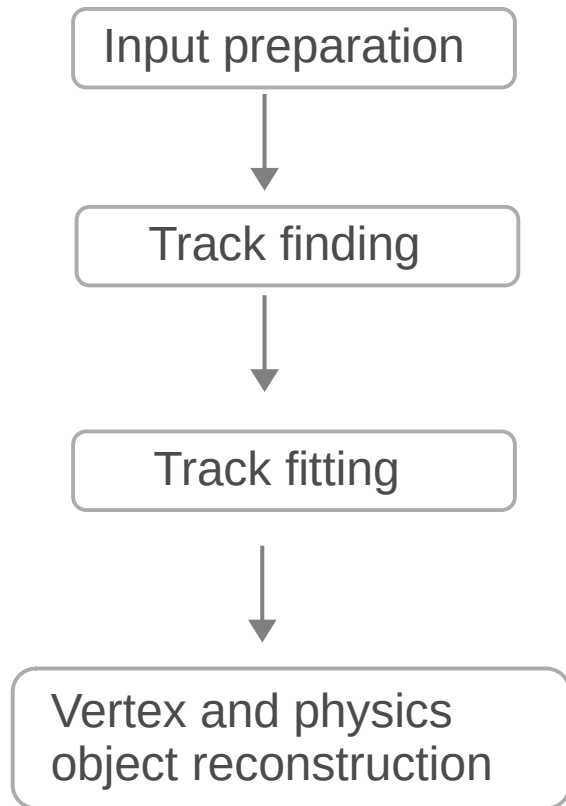 Input preparation
Track finding
Track fitting
Vertex and physics
object reconstruction